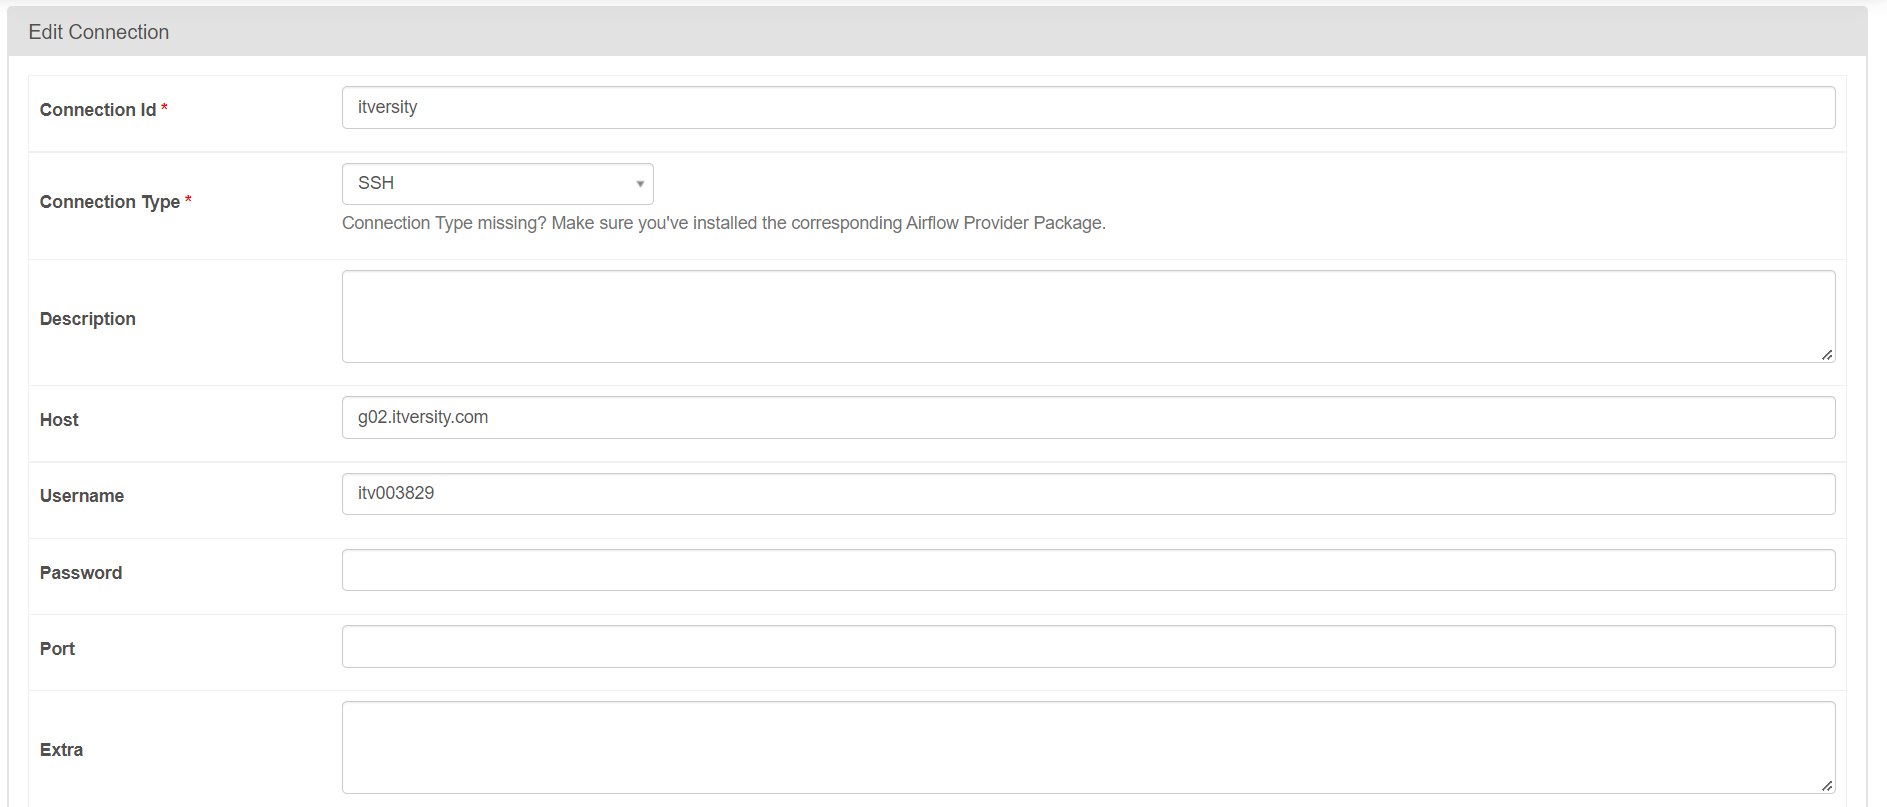 Edit Connection
Connection Id *
itversity
Connection Type *
SSH
Connection Type missing? Make sure you've installed the corresponding Airflow Provider Package.
Description
Host
g02.itversity.com
Username
itv003829
Password
Port
Extra